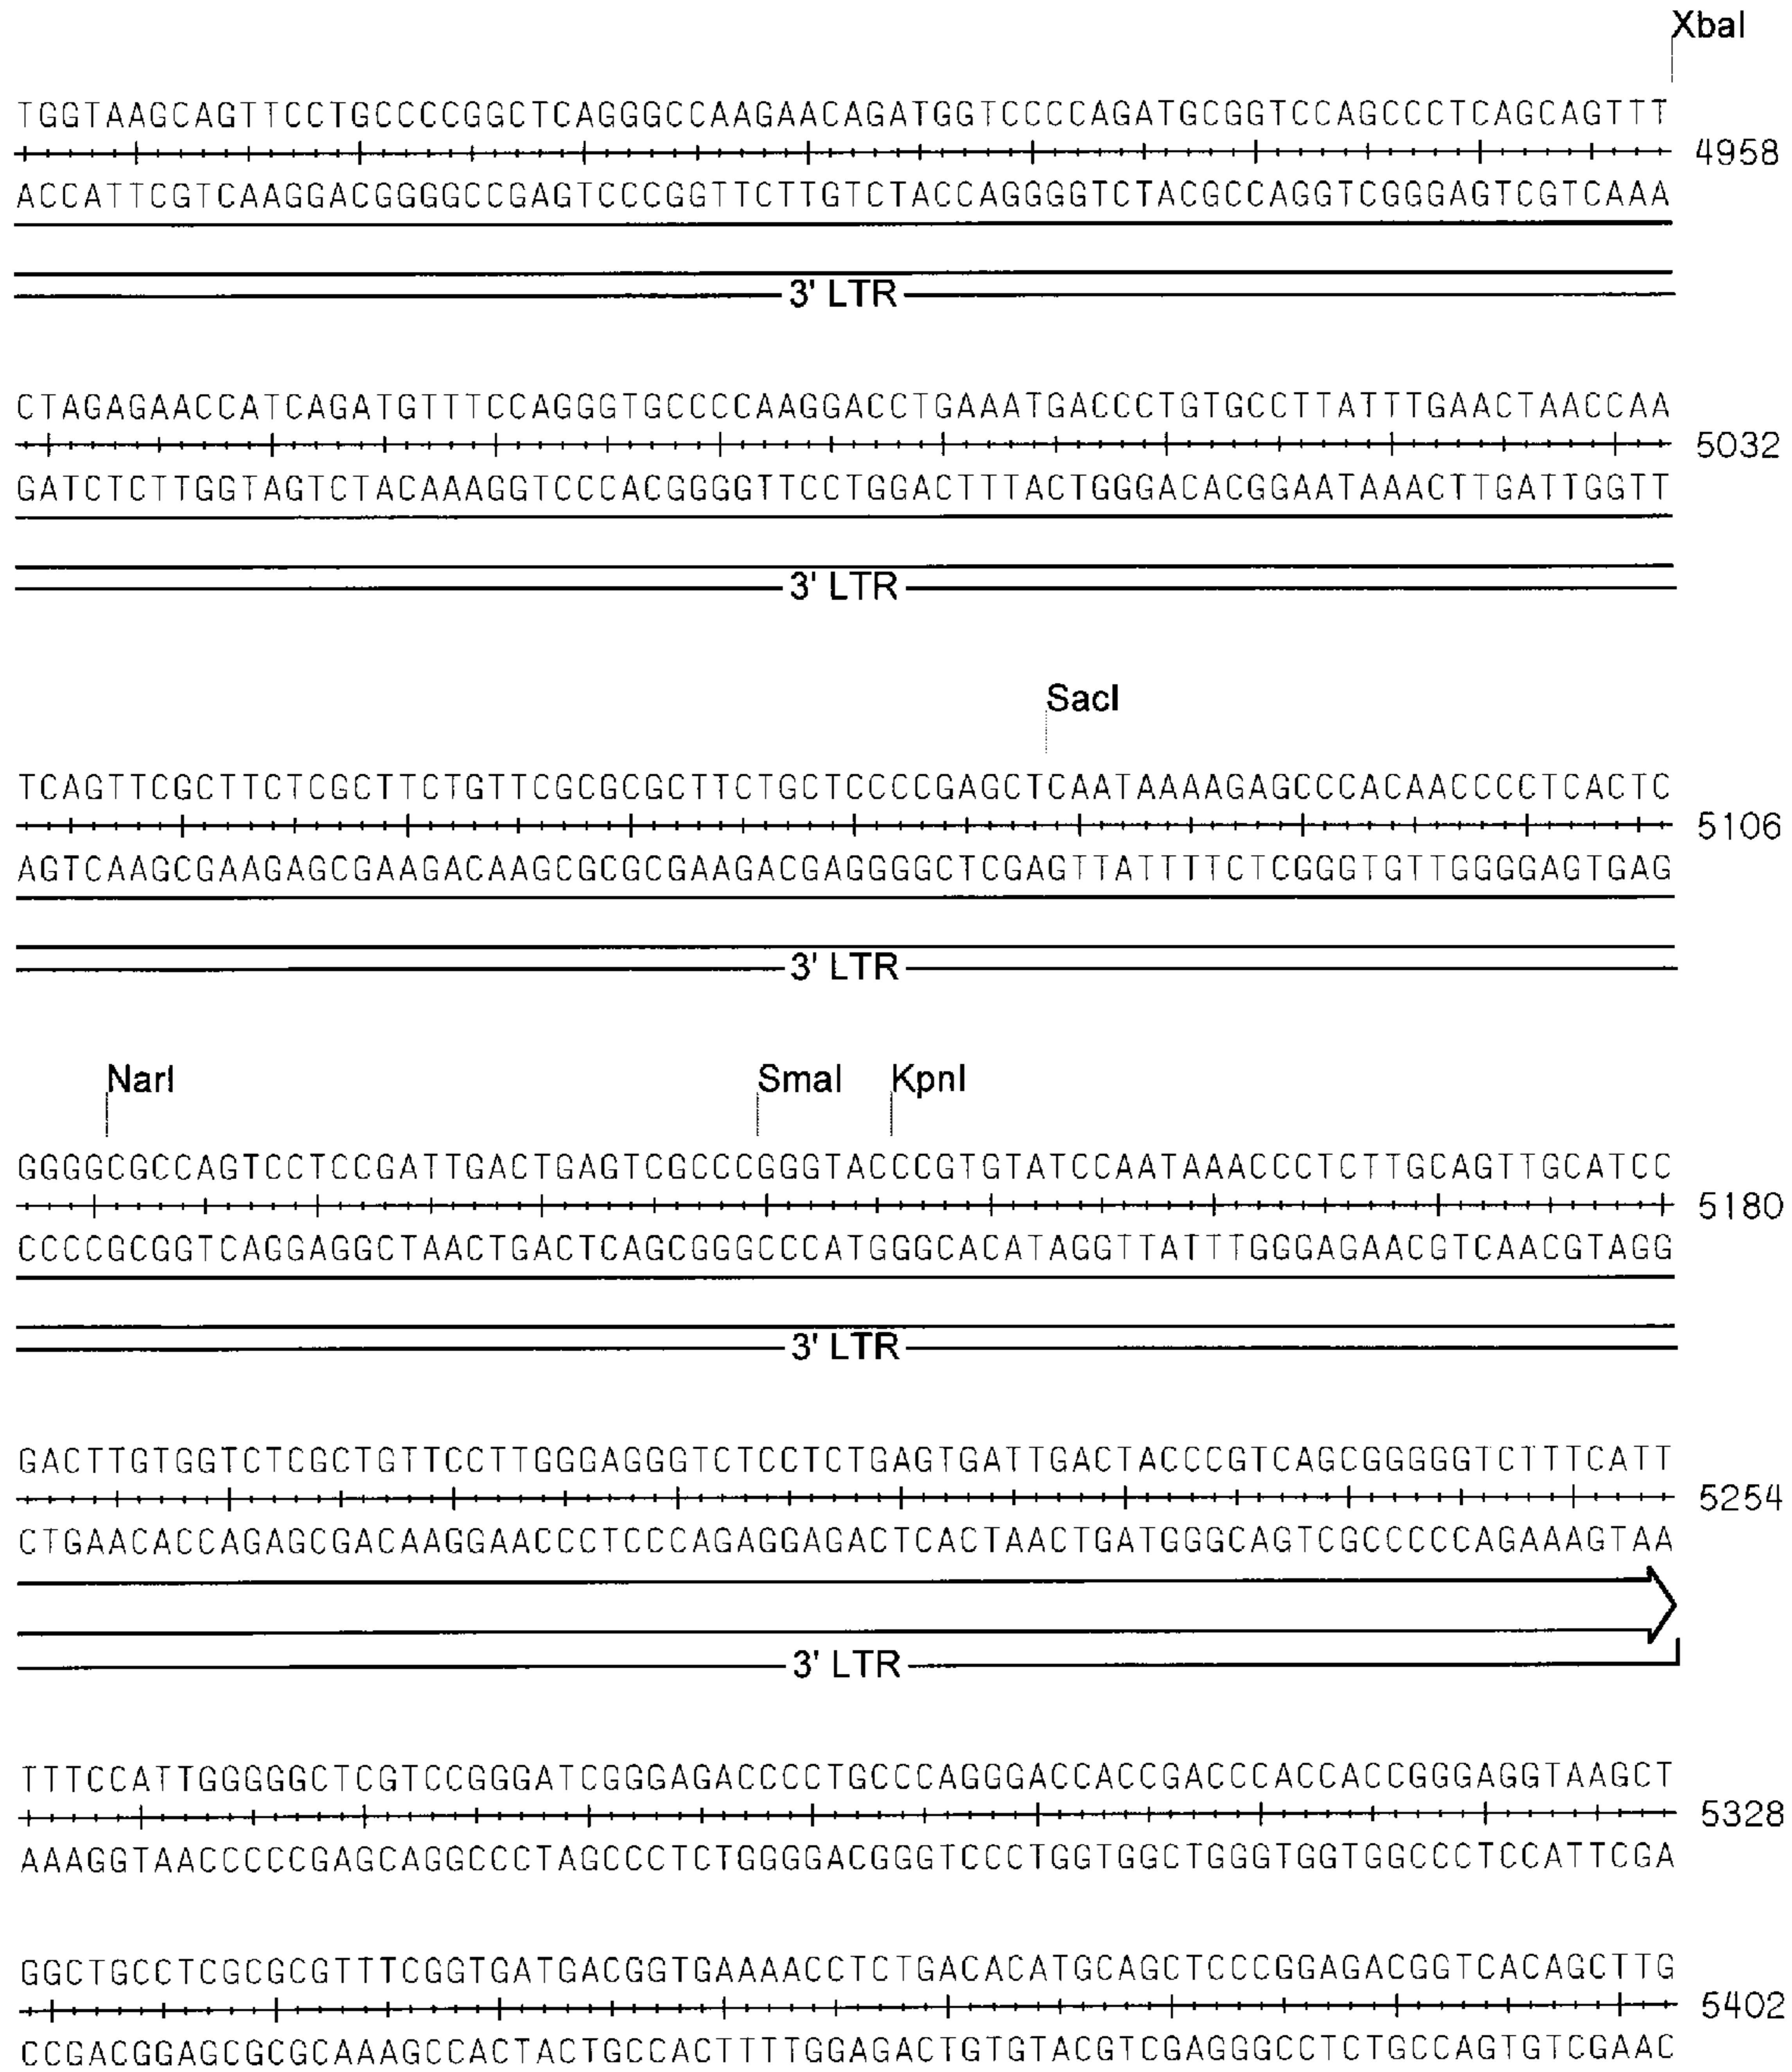 XbaI
TGGTAAGCAGTTCCTGCCCCGGCTCAGGGCCAAGAACAGATGGTCCCCAGATGCGGTCCAGCCCTCAGCAGTTT
4958
ACCATTCGTCAAGGACGGGGCCGAGTCCCGGTTCTTGTCTACCAGGGGTCTACGCCAGGTCGGGAGTCGTCAAA
3' LTR
CTAGAGAACCATCAGATGTTTCCAGGGTGCCCCAAGGACCTGAAATGACCCTGTGCCTTATTTGAACTAACCAA
5032
GATCTCTTGGTAGTCTACAAAGGTCCCACGGGGTTCCTGGACTTTACTGGGACACGGAATAAACTTGATTGGTT
3' LTR
SacI
TCAGTTCGCTTCTCGCTTCTGTTCGCGCGCTTCTGCTCCCCGAGCTCAATAAAAGAGCCCACAACCCCTCACTC
5106
AGTCAAGCGAAGAGCGAAGACAAGCGCGCGAAGACGAGGGGCTCGAGTTATTTTCTCGGGTGTTGGGGAGTGAG
3' LTR
NarI SmaI KpnI
GGGGCGCCAGTCCTCCGATTGACTGAGTCGCCCGGGTACCCGTGTATCCAATAAACCCTCTTGCAGTTGCATCC
5180
CCCCGCGGTCAGGAGGCTAACTGACTCAGCGGGCCCATGGGCACATAGGTTATTTGGGAGAACGTCAACGTAGG
3' LTR
GACTTGTGGTCTCGCTGTTCCTTGGGAGGGTCTCCTCTGAGTGATTGACTACCCGTCAGCGGGGGTCTTTCATT
5254
CTGAACACCAGAGCGACAAGGAACCCTCCCAGAGGAGACTCACTAACTGATGGGCAGTCGCCCCCAGAAAGTAA
3' LTR
TTTCCATTGGGGGCTCGTCCGGGATCGGGAGACCCCTGCCCAGGGACCACCGACCCACCACCGGGAGGTAAGCT
5328
AAAGGTAACCCCCGAGCAGGCCCTAGCCCTCTGGGGACGGGTCCCTGGTGGCTGGGTGGTGGCCCTCCATTCGA
GGCTGCCTCGCGCGTTTCGGTGATGACGGTGAAAACCTCTGACACATGCAGCTCCCGGAGACGGTCACAGCTTG
5402
CCGACGGAGCGCGCAAAGCCACTACTGCCACTTTTGGAGACTGTGTACGTCGAGGGCCTCTGCCAGTGTCGAAC